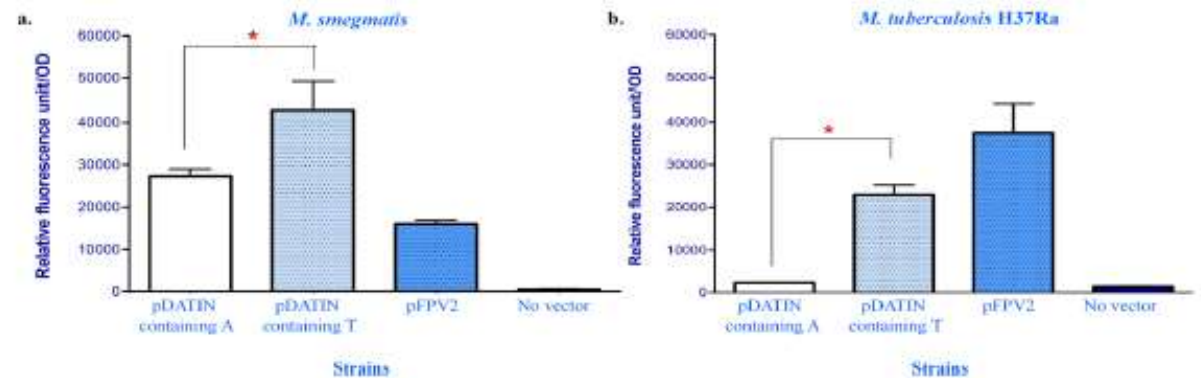 a.
M. smegmatis
Relative fluorescence unit/OD
60000
50000
40000
30000
20000
10000
0
*
pDATIN
containing A
pDATIN
containing T
pFPV2
No vector
Strains
b.
M. tuberculosis H37Ra
Relative fluorescence unit/OD
60000
50000
40000
30000
20000
10000
0
*
pDATIN
containing A
pDATIN
containing T
pFPV2
No vector
Strains